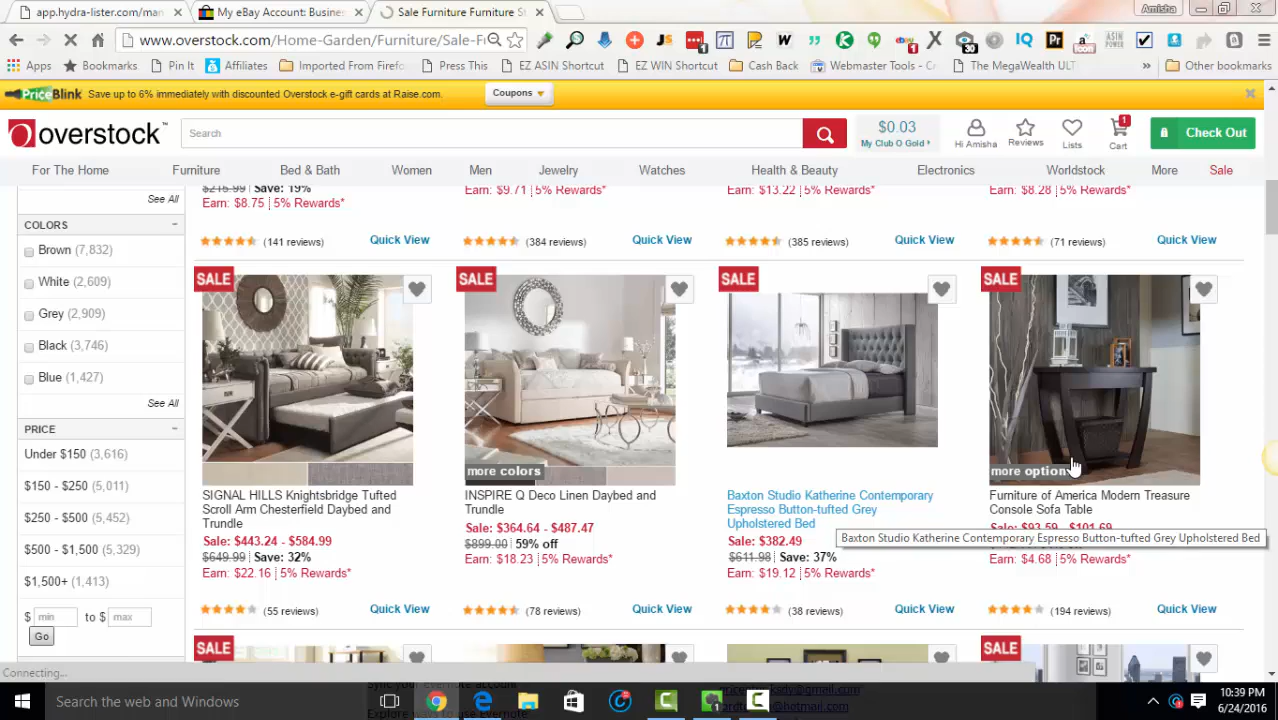 app.hydra-lister.com/man
My eBay Account: Busines
Sale Furniture Furniture St
Amisha
www.overstock.com/Home-Garden/Furniture/Sale-F
Apps
Bookmarks
Pin It
Affiliates
Imported From Firefo
Press This
EZ ASIN Shortcut
EZ WIN Shortcut
Cash Back
Webmaster Tools - Cr
The MegaWealth ULT
Other bookmarks
PriceBlink
Save up to 6% immediately with discounted Overstock e-gift cards at Raise.com.
Coupons
overstock™
Search
$0.03
My Club O Gold
Hi Amisha
Reviews
Lists
1
Cart
Check Out
For The Home
Furniture
Bed & Bath
Women
Men
Jewelry
Watches
Health & Beauty
Electronics
Worldstock
More
Sale
See All
COLORS
Brown (7,832)
White (2,609)
Grey (2,909)
Black (3,746)
Blue (1,427)
See All
PRICE
Under $150 (3,616)
$150 - $250 (5,011)
$250 - $500 (5,452)
$500 - $1,500 (5,329)
$1,500+ (1,413)
$ min to $ max
Go
$215.99 Save: 19%
Earn: $8.75 5% Rewards*
(141 reviews)
Quick View
Earn: $9.71 5% Rewards*
(384 reviews)
Quick View
Earn: $13.22 5% Rewards*
(385 reviews)
Quick View
Earn: $8.28 5% Rewards*
(71 reviews)
Quick View
SALE
SIGNAL HILLS Knightsbridge Tufted
Scroll Arm Chesterfield Daybed and
Trundle
Sale: $443.24 - $584.99
$649.99 Save: 32%
Earn: $22.16 5% Rewards*
(55 reviews)
Quick View
SALE
more colors
INSPIRE Q Deco Linen Daybed and
Trundle
Sale: $364.64 - $487.47
$899.00 59% off
Earn: $18.23 5% Rewards*
(78 reviews)
Quick View
SALE
Baxton Studio Katherine Contemporary
Espresso Button-tufted Grey
Upholstered Bed
Sale: $382.49
$611.98 Save: 37%
Earn: $19.12 5% Rewards*
(38 reviews)
Quick View
SALE
more option
Furniture of America Modern Treasure
Console Sofa Table
Sale: $93.59 - $101.69
Baxton Studio Katherine Contemporary Espresso Button-tufted Grey Upholstered Bed
Earn: $4.68 5% Rewards*
(194 reviews)
Quick View
SALE
SALE
SALE
SALE
Connecting...
Search the web and Windows
10:39 PM
6/24/2016